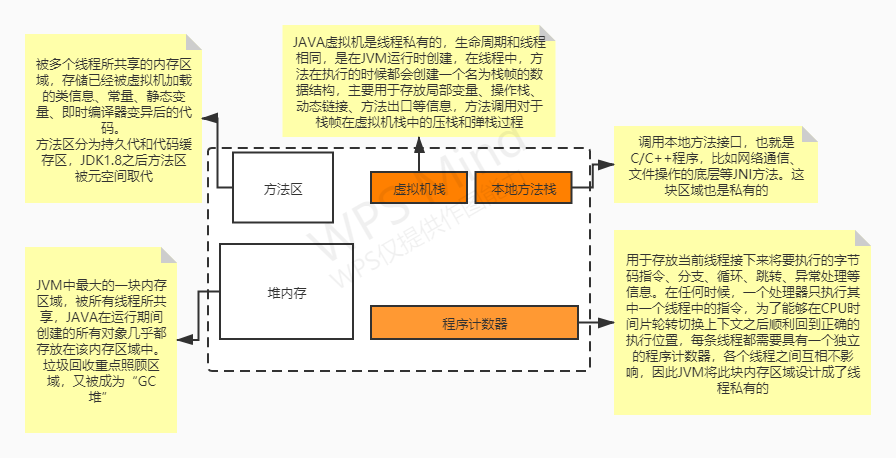 JAVA虚拟机是线程私有的，生命周期和线程
相同，是在JVM运行时创建，在线程中，方
法在执行的时候都会创建一个名为栈帧的数
据结构，主要用于存放局部变量、操作栈、
动态链接、方法出口等信息，方法调用对于
栈帧在虚拟机栈中的压栈和弹栈过程
被多个线程所共享的内存区
域，存储已经被虚拟机加载
的类信息、常量、静态变
量、即时编译器变异后的代
码。
方法区分为持久代和代码缓
存区，JDK1.8之后方法区
被元空间取代
调用本地方法接口，也就是
C/C++程序，比如网络通信、
文件操作的底层等JNI方法。这
块区域也是私有的
方法区
虚拟机栈
本地方法栈
JVM中最大的一块内存
区域，被所有线程所共
享，JAVA在运行期间
创建的所有对象几乎都
存放在该内存区域中。
垃圾回收重点照顾区
域，又被成为“GC
堆”
堆内存
程序计数器
用于存放当前线程接下来将要执行的字节
码指令、分支、循环、跳转、异常处理等
信息。在任何时候，一个处理器只执行其
中一个线程中的指令，为了能够在CPU时
间片轮转切换上下文之后顺利回到正确的
执行位置，每条线程都需要具有一个独立
的程序计数器，各个线程之间互相不影
响，因此JVM将此块内存区域设计成了线
程私有的
WPS Mind